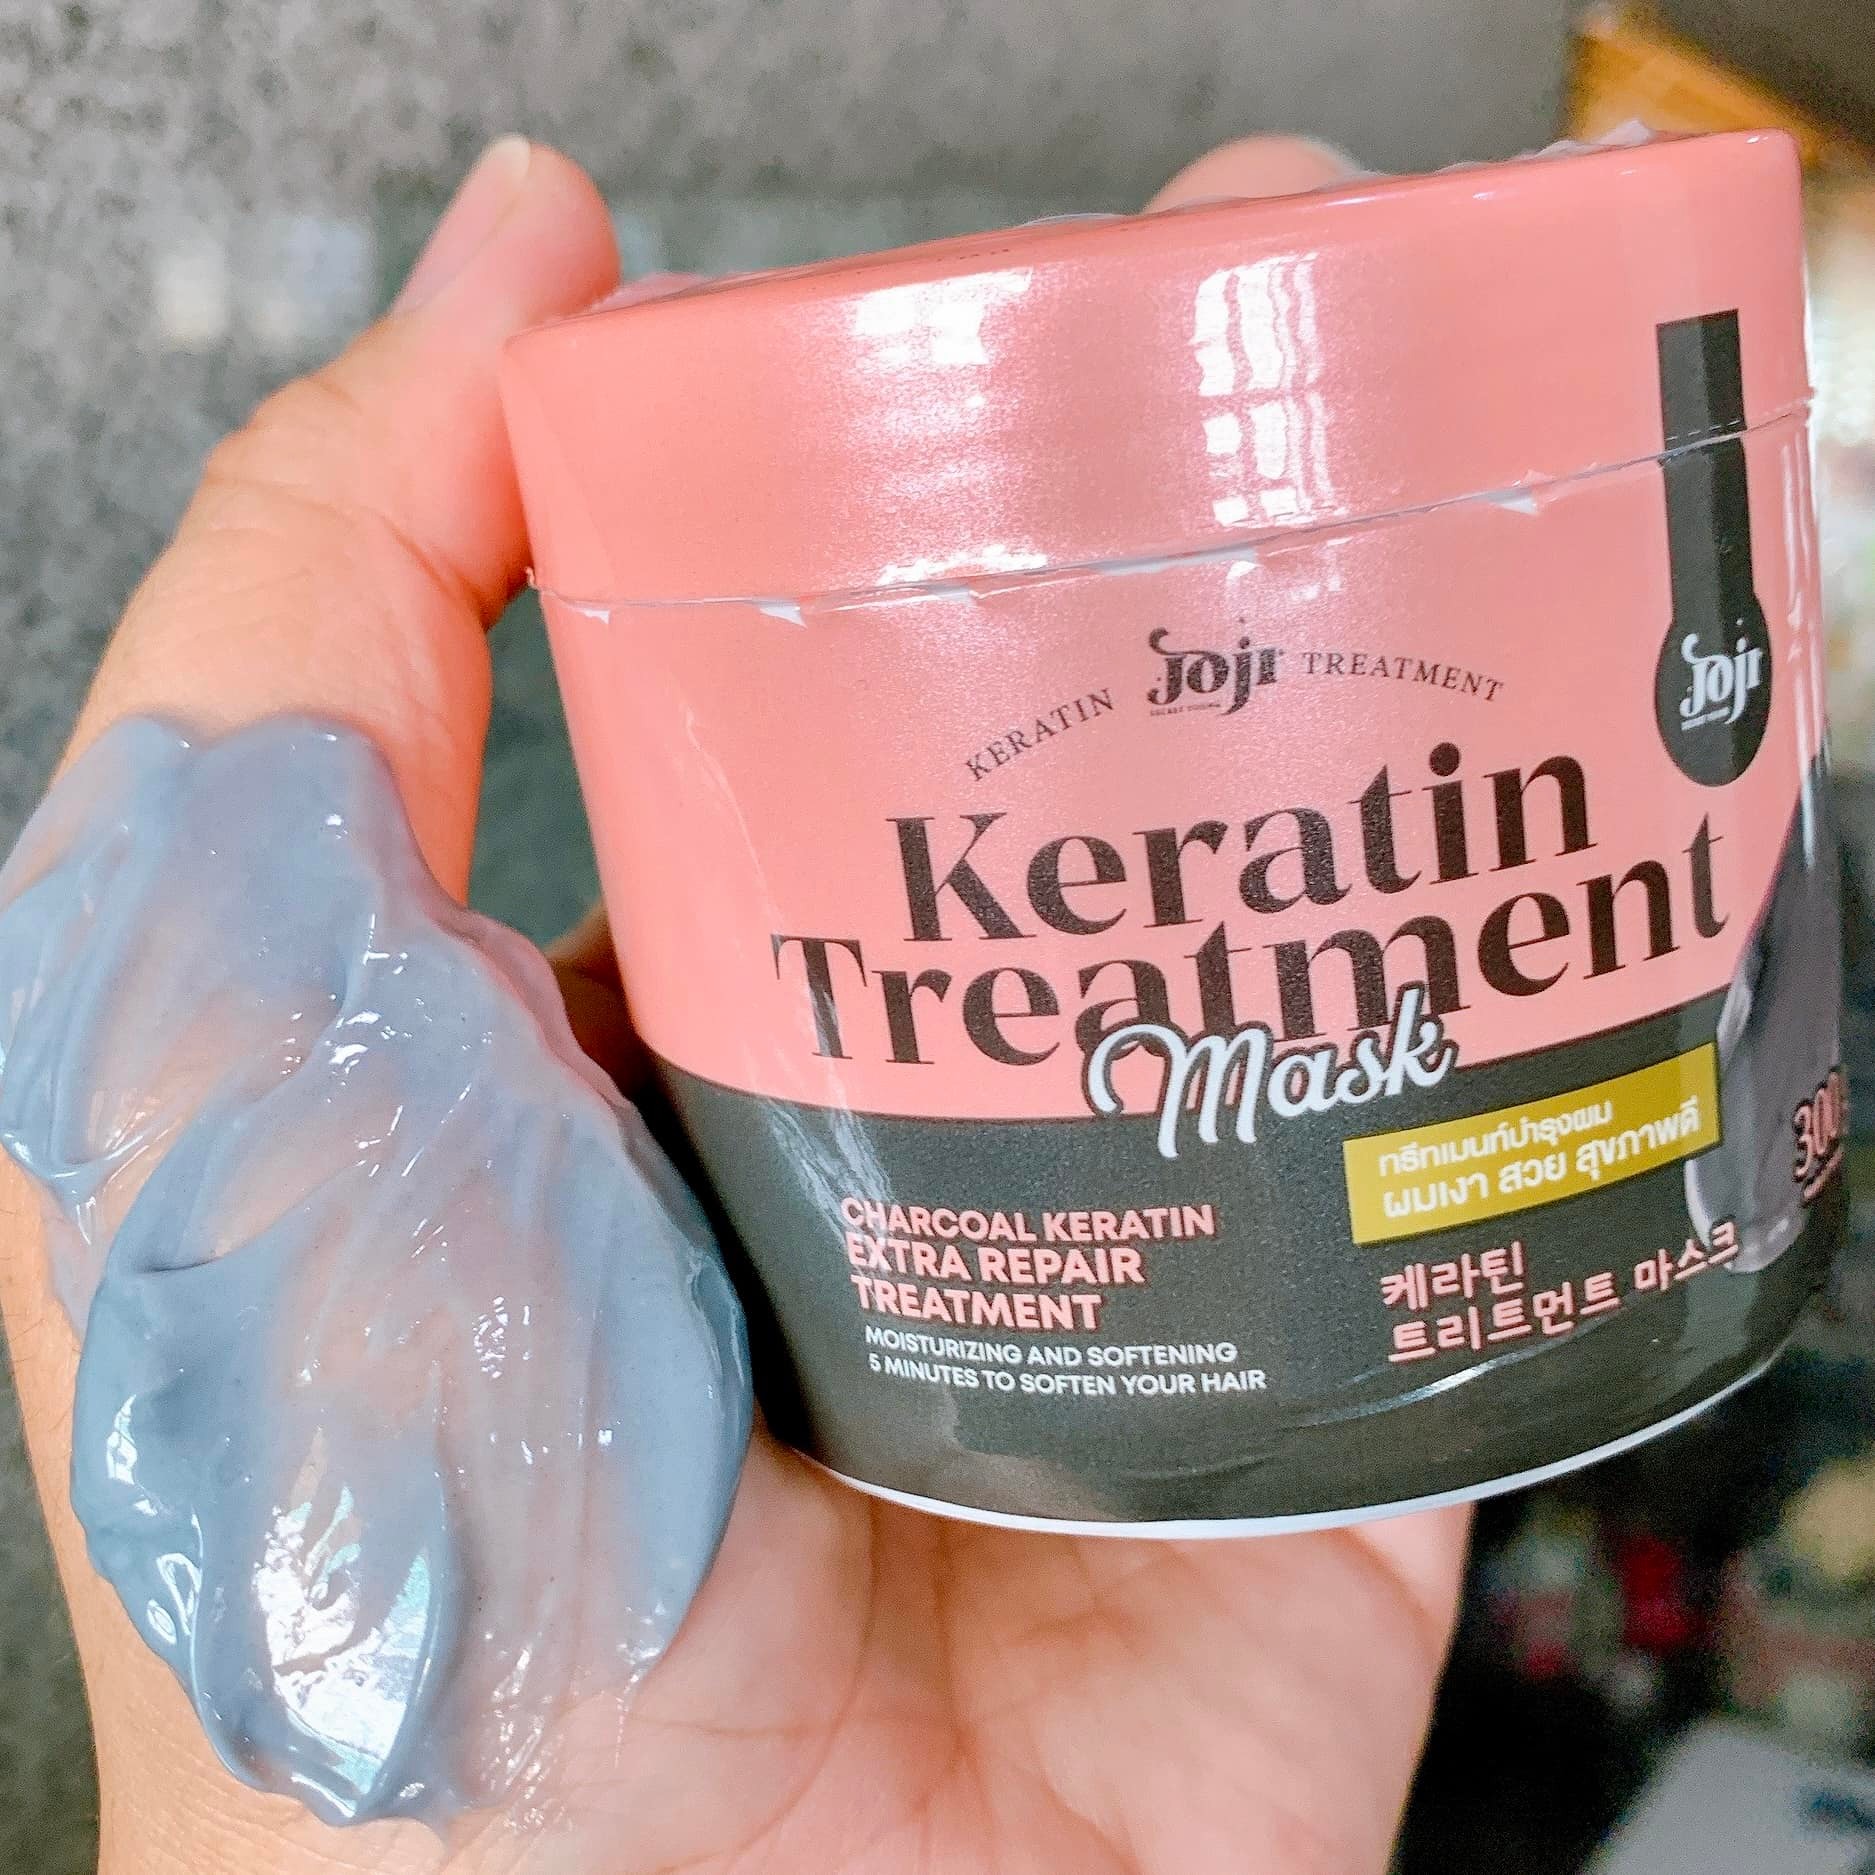 KERATIN Joji TREATMENT
Joji
Keratin
Treatment
Mask
ทรีทเมนท์บำรุงผม
ผมเงา สวย สุขภาพดี
300
CHARCOAL KERATIN
EXTRA REPAIR
TREATMENT
MOISTURIZING AND SOFTENING
5 MINUTES TO SOFTEN YOUR HAIR
케라틴
트리트먼트 마스크